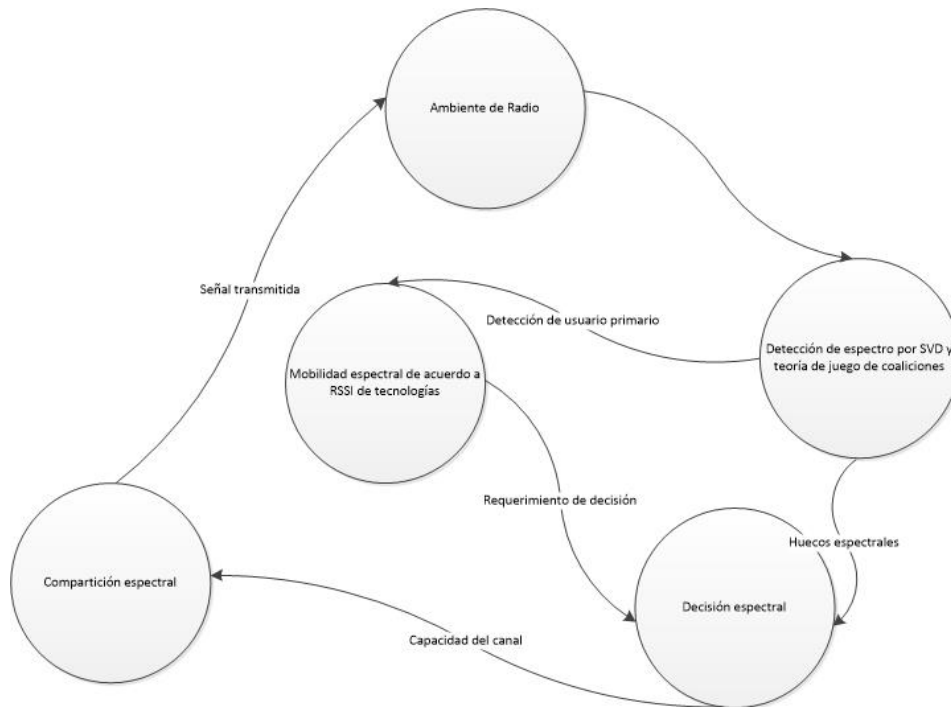 Ambiente de Radio
Señal transmitida
Detección de usuario primario
Detección de espectro por SVD y
teoría de juego de coaliciones
Mobilidad espectral de acuerdo a
RSSI de tecnologías
Requerimiento de decisión
Huecos espectrales
Compartición espectral
Decisión espectral
Capacidad del canal